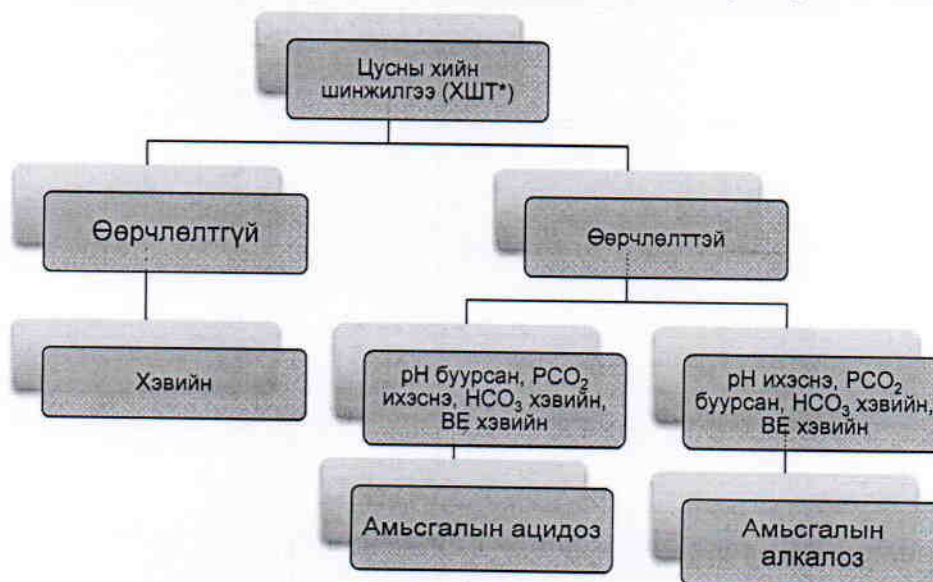 Цусны хийн
шинжилгээ (ХШТ*)
Өөрчлөлтгүй
Өөрчлөлттэй
Хэвийн
pH буурсан, PCO₂
ихэснэ, HCO₃ хэвийн,
BE хэвийн
pH ихэснэ, PCO₂
буурсан, HCO₃ хэвийн,
BE хэвийн
Амьсгалын ацидоз
Амьсгалын
алкалоз